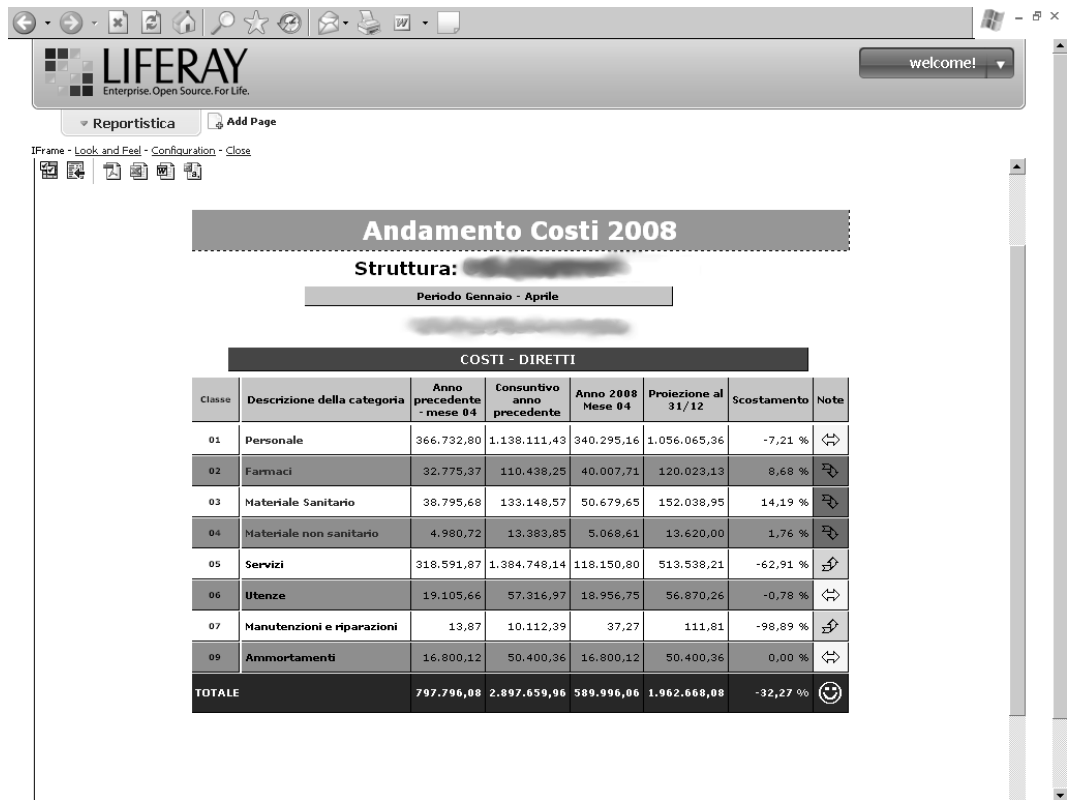 LIFERAY
Enterprise. Open Source. For Life.
welcome!
Reportistica
Add Page
IFrame - Look and Feel - Configuration - Close
Andamento Costi 2008
Struttura:
Periodo Gennaio - Aprile
COSTI - DIRETTI
Classe Descrizione della categoria Anno precedente - mese 04 Consuntivo anno precedente Anno 2008 Mese 04 Proiezione al 31/12 Scostamento Note
01 Personale 366.732,80 1.138.111,43 340.295,16 1.056.065,36 -7,21 %
02 Farmaci 32.775,37 110.438,25 40.007,71 120.023,13 8,68 %
03 Materiale Sanitario 38.795,68 133.148,57 50.679,65 152.038,95 14,19 %
04 Materiale non sanitario 4.980,72 13.383,85 5.068,61 13.620,00 1,76 %
05 Servizi 318.591,87 1.384.748,14 118.150,80 513.538,21 -62,91 %
06 Utenze 19.105,66 57.316,97 18.956,75 56.870,26 -0,78 %
07 Manutenzioni e riparazioni 13,87 10.112,39 37,27 111,81 -98,89 %
09 Ammortamenti 16.800,12 50.400,36 16.800,12 50.400,36 0,00 %
TOTALE 797.796,08 2.897.659,96 589.996,06 1.962.668,08 -32,27 %